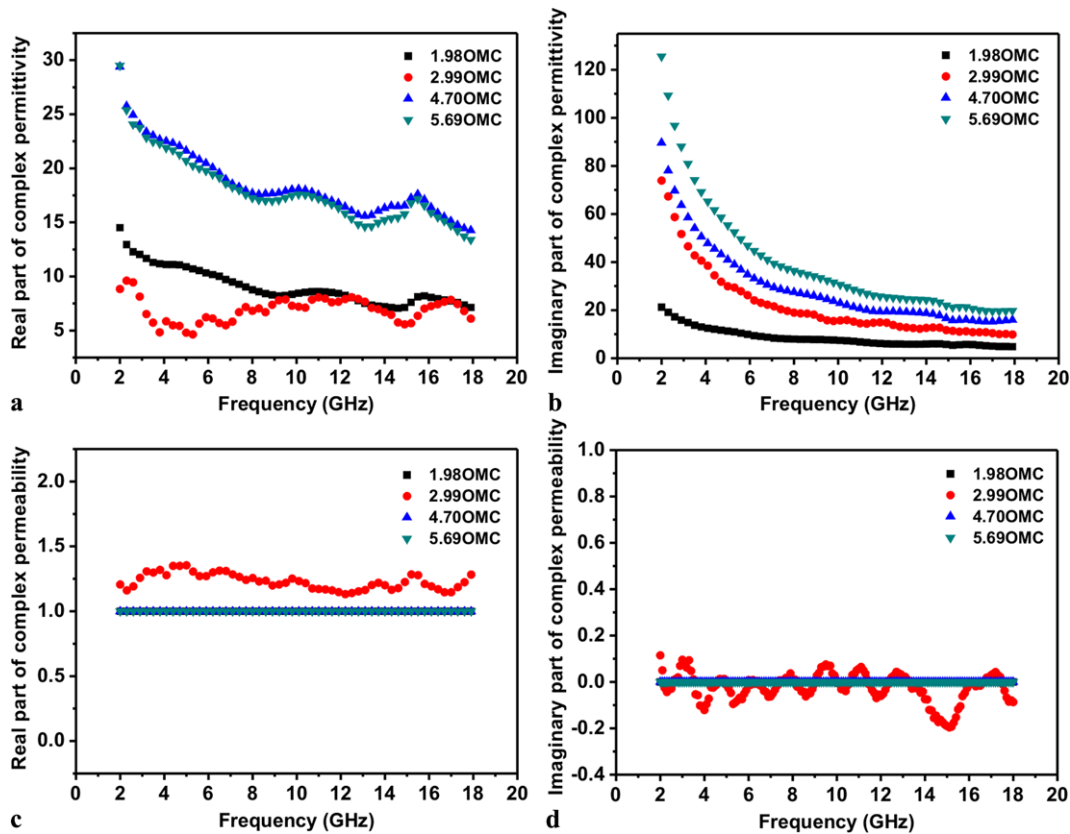 Real part of complex permittivity
30
25
20
15
10
5
0 2 4 6 8 10 12 14 16 18 20
Frequency (GHz)
1.98OMC
2.99OMC
4.70OMC
5.69OMC
a
Imaginary part of complex permittivity
120
100
80
60
40
20
0
0 2 4 6 8 10 12 14 16 18 20
Frequency (GHz)
1.98OMC
2.99OMC
4.70OMC
5.69OMC
b
Real part of complex permeability
2.0
1.5
1.0
0.5
0.0
0 2 4 6 8 10 12 14 16 18 20
Frequency (GHz)
1.98OMC
2.99OMC
4.70OMC
5.69OMC
c
Imaginary part of complex permeability
1.0
0.8
0.6
0.4
0.2
0.0
-0.2
-0.4
0 2 4 6 8 10 12 14 16 18 20
Frequency (GHz)
1.98OMC
2.99OMC
4.70OMC
5.69OMC
d